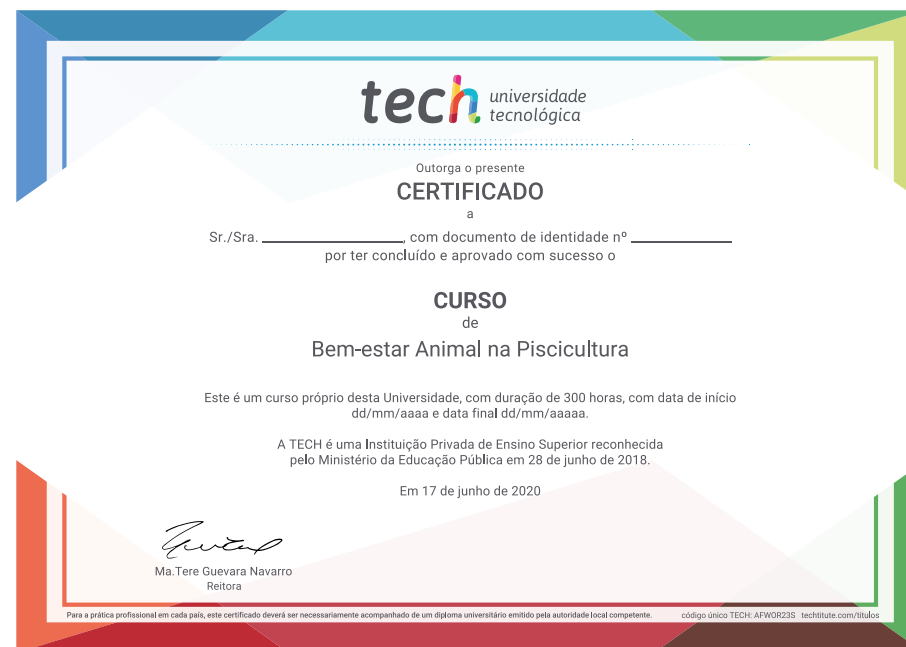 tech universidade
tecnológica
Outorga o presente
CERTIFICADO
a
Sr./Sra. ____________________, com documento de identidade nº ______________
por ter concluído e aprovado com sucesso o
CURSO
de
Bem-estar Animal na Piscicultura
Este é um curso próprio desta Universidade, com duração de 300 horas, com data de início
dd/mm/aaaa e data final dd/mm/aaaaa.
A TECH é uma Instituição Privada de Ensino Superior reconhecida
pelo Ministério da Educação Pública em 28 de junho de 2018.
Em 17 de junho de 2020
Ma.Tere Guevara Navarro
Reitora
Para a prática profissional em cada país, este certificado deverá ser necessariamente acompanhado de um diploma universitário emitido pela autoridade local competente. código único TECH: AFWOR23S techtitute.com/títulos